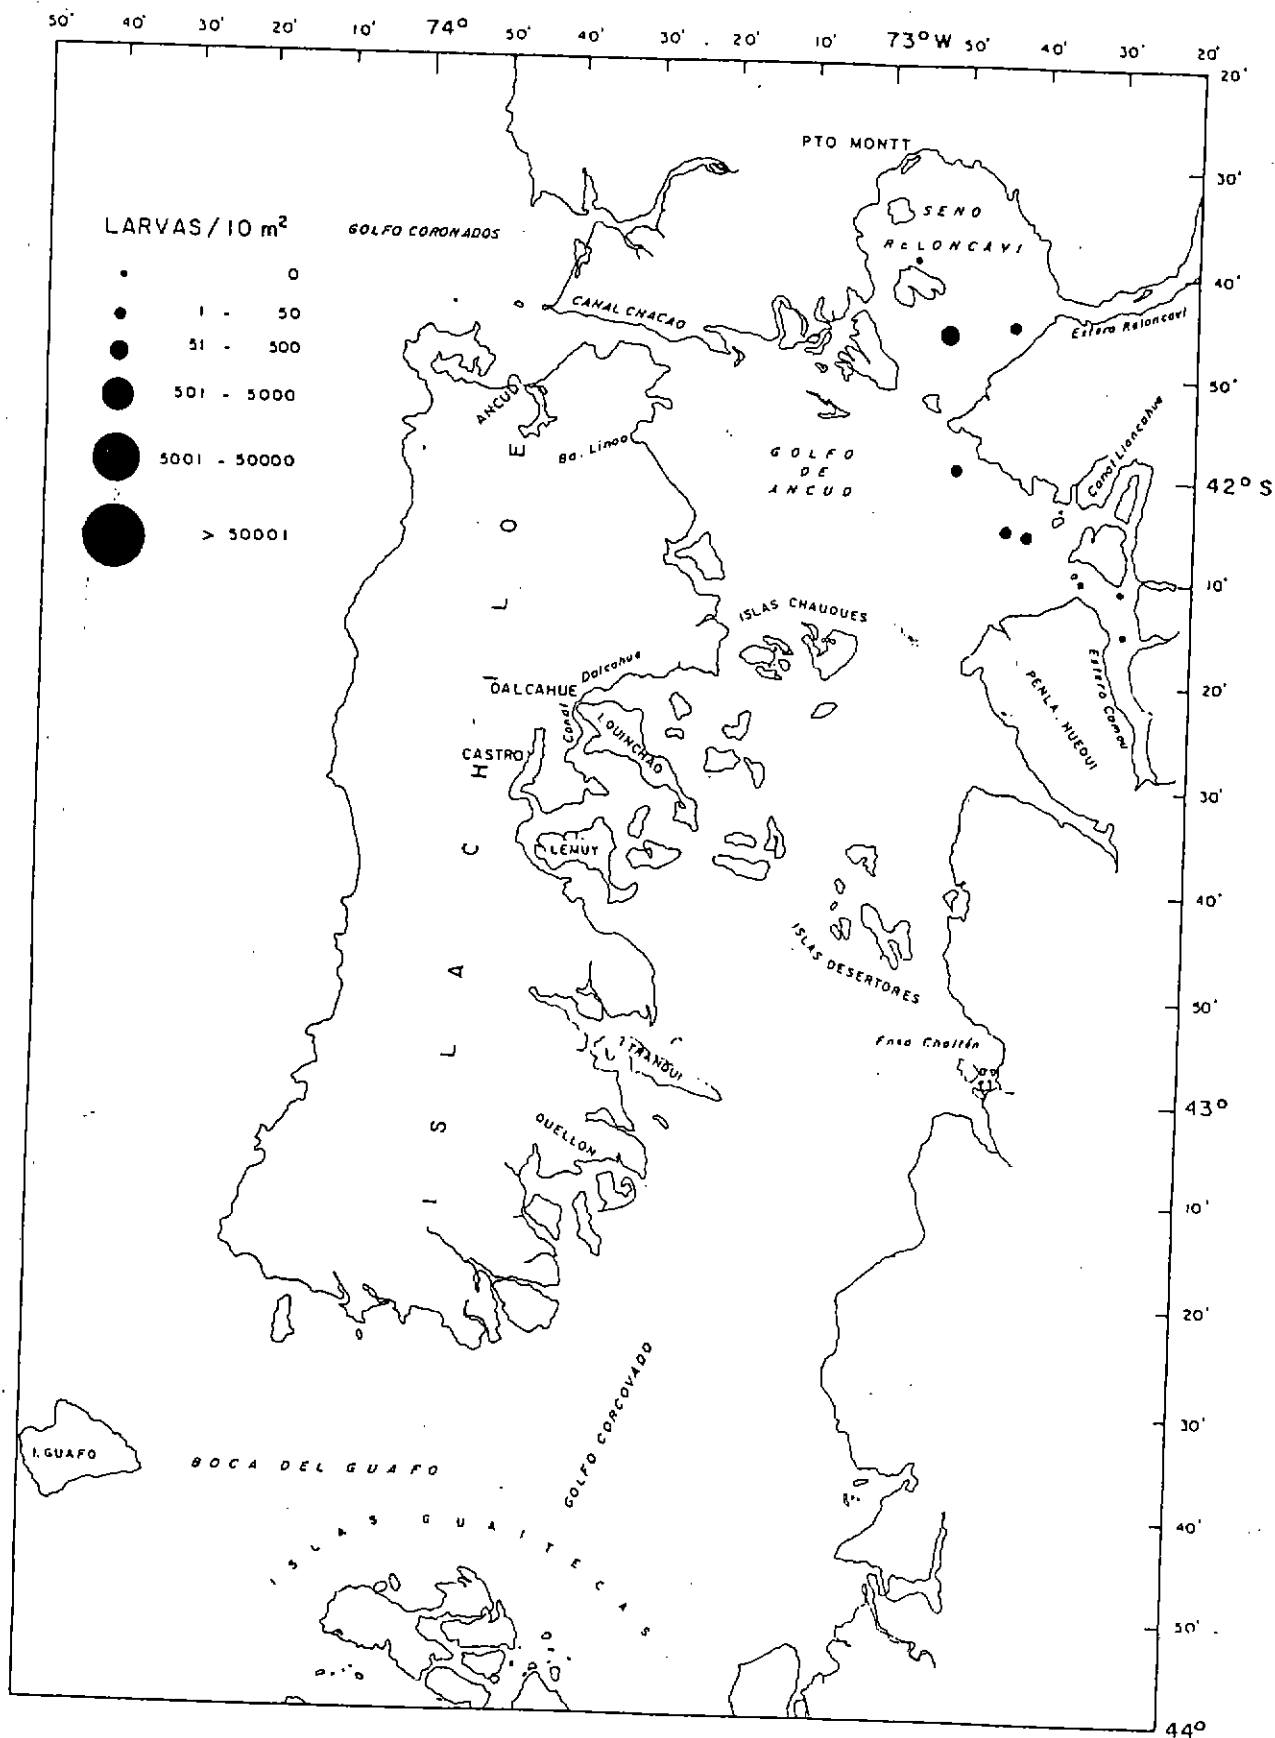 50' 40' 30' 20' 10' 74° 50' 40' 30' 20' 10' 73° W 50' 40' 30' 20'
20'
PTO MONTT
30'
SENO
RELONCAVI
LARVAS/10 m²
GOLFO CORONADOS
0
1 - 50
51 - 500
501 - 5000
5001 - 50000
> 50001
40'
CANAL CHACAO
Estero Reloncaví
50'
ANCUD
Ba. Linao
GOLFO
DE
ANCUD
Canal Llancahue
42° S
10'
ISLAS CHAUQUES
Canal Dalcahue
DALCAHUE
20'
I. QUINCHAO
PENLA. HUEQUI
Estero Comau
CASTRO
30'
LEMUY
40'
ISLAS DESERTORES
ISLA CHILOE
50'
Ensa Chaitén
I TRANQUI
43°
QUELLON
10'
20'
GOLFO CORCOVADO
30'
I. GUAFO
BOCA DEL GUAFO
40'
ISLAS GUAITECAS
50'
44°